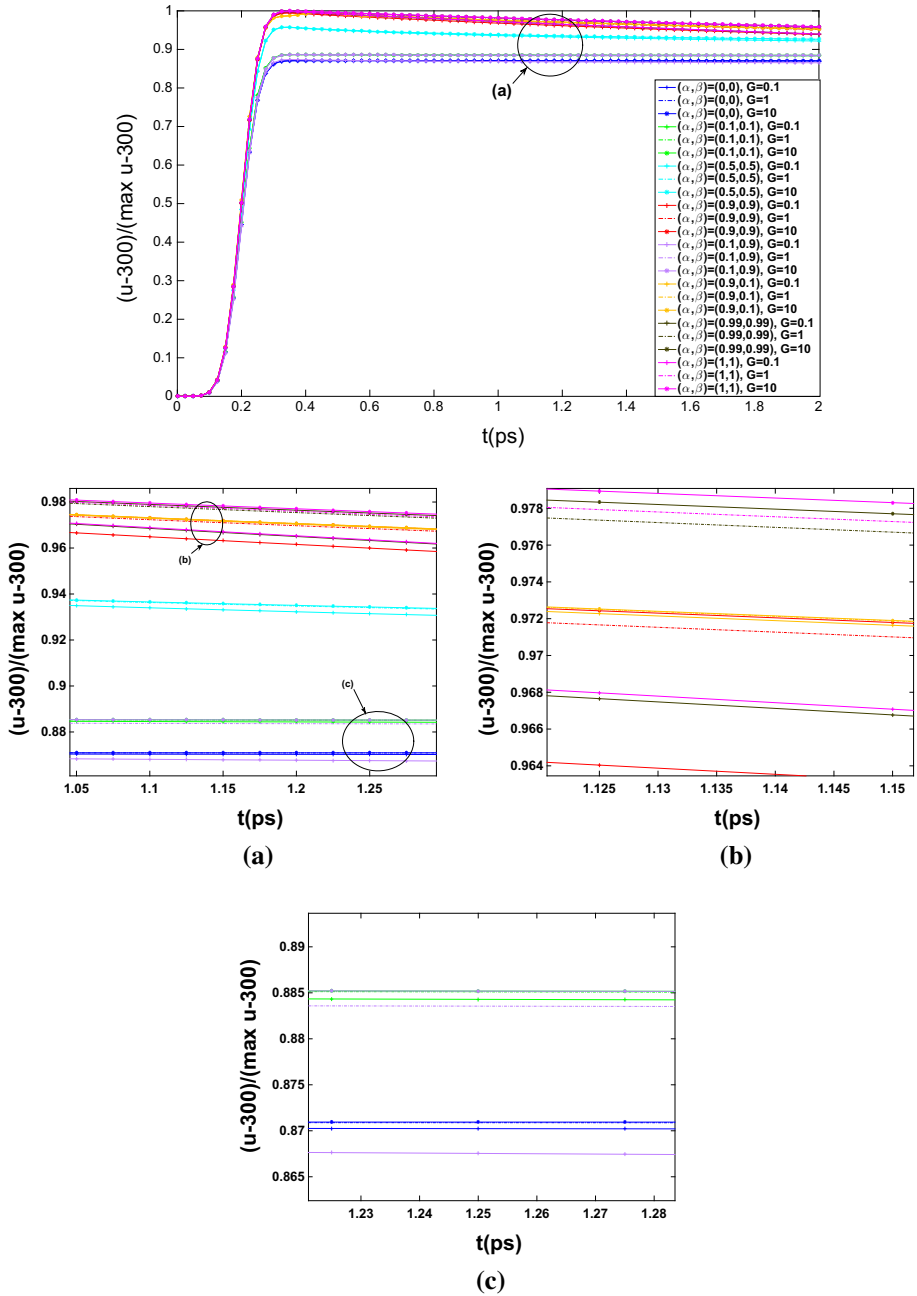 1
0.9
0.8
0.7
0.6
0.5
0.4
0.3
0.2
0.1
0
(u-300)/(max u-300)
(a)
(α,β)=(0,0), G=0.1
(α,β)=(0,0), G=1
(α,β)=(0,0), G=10
(α,β)=(0.1,0.1), G=0.1
(α,β)=(0.1,0.1), G=1
(α,β)=(0.1,0.1), G=10
(α,β)=(0.5,0.5), G=0.1
(α,β)=(0.5,0.5), G=1
(α,β)=(0.5,0.5), G=10
(α,β)=(0.9,0.9), G=0.1
(α,β)=(0.9,0.9), G=1
(α,β)=(0.9,0.9), G=10
(α,β)=(0.1,0.9), G=0.1
(α,β)=(0.1,0.9), G=1
(α,β)=(0.1,0.9), G=10
(α,β)=(0.9,0.1), G=0.1
(α,β)=(0.9,0.1), G=1
(α,β)=(0.9,0.1), G=10
(α,β)=(0.99,0.99), G=0.1
(α,β)=(0.99,0.99), G=1
(α,β)=(0.99,0.99), G=10
(α,β)=(1,1), G=0.1
(α,β)=(1,1), G=1
(α,β)=(1,1), G=10
0 0.2 0.4 0.6 0.8 1 1.2 1.4 1.6 1.8 2
t(ps)
0.98
0.96
0.94
0.92
0.9
0.88
(u-300)/(max u-300)
(b)
(c)
1.05 1.1 1.15 1.2 1.25
t(ps)
(a)
0.978
0.976
0.974
0.972
0.97
0.968
0.966
0.964
(u-300)/(max u-300)
1.125 1.13 1.135 1.14 1.145 1.15
t(ps)
(b)
0.89
0.885
0.88
0.875
0.87
0.865
(u-300)/(max u-300)
1.23 1.24 1.25 1.26 1.27 1.28
t(ps)
(c)